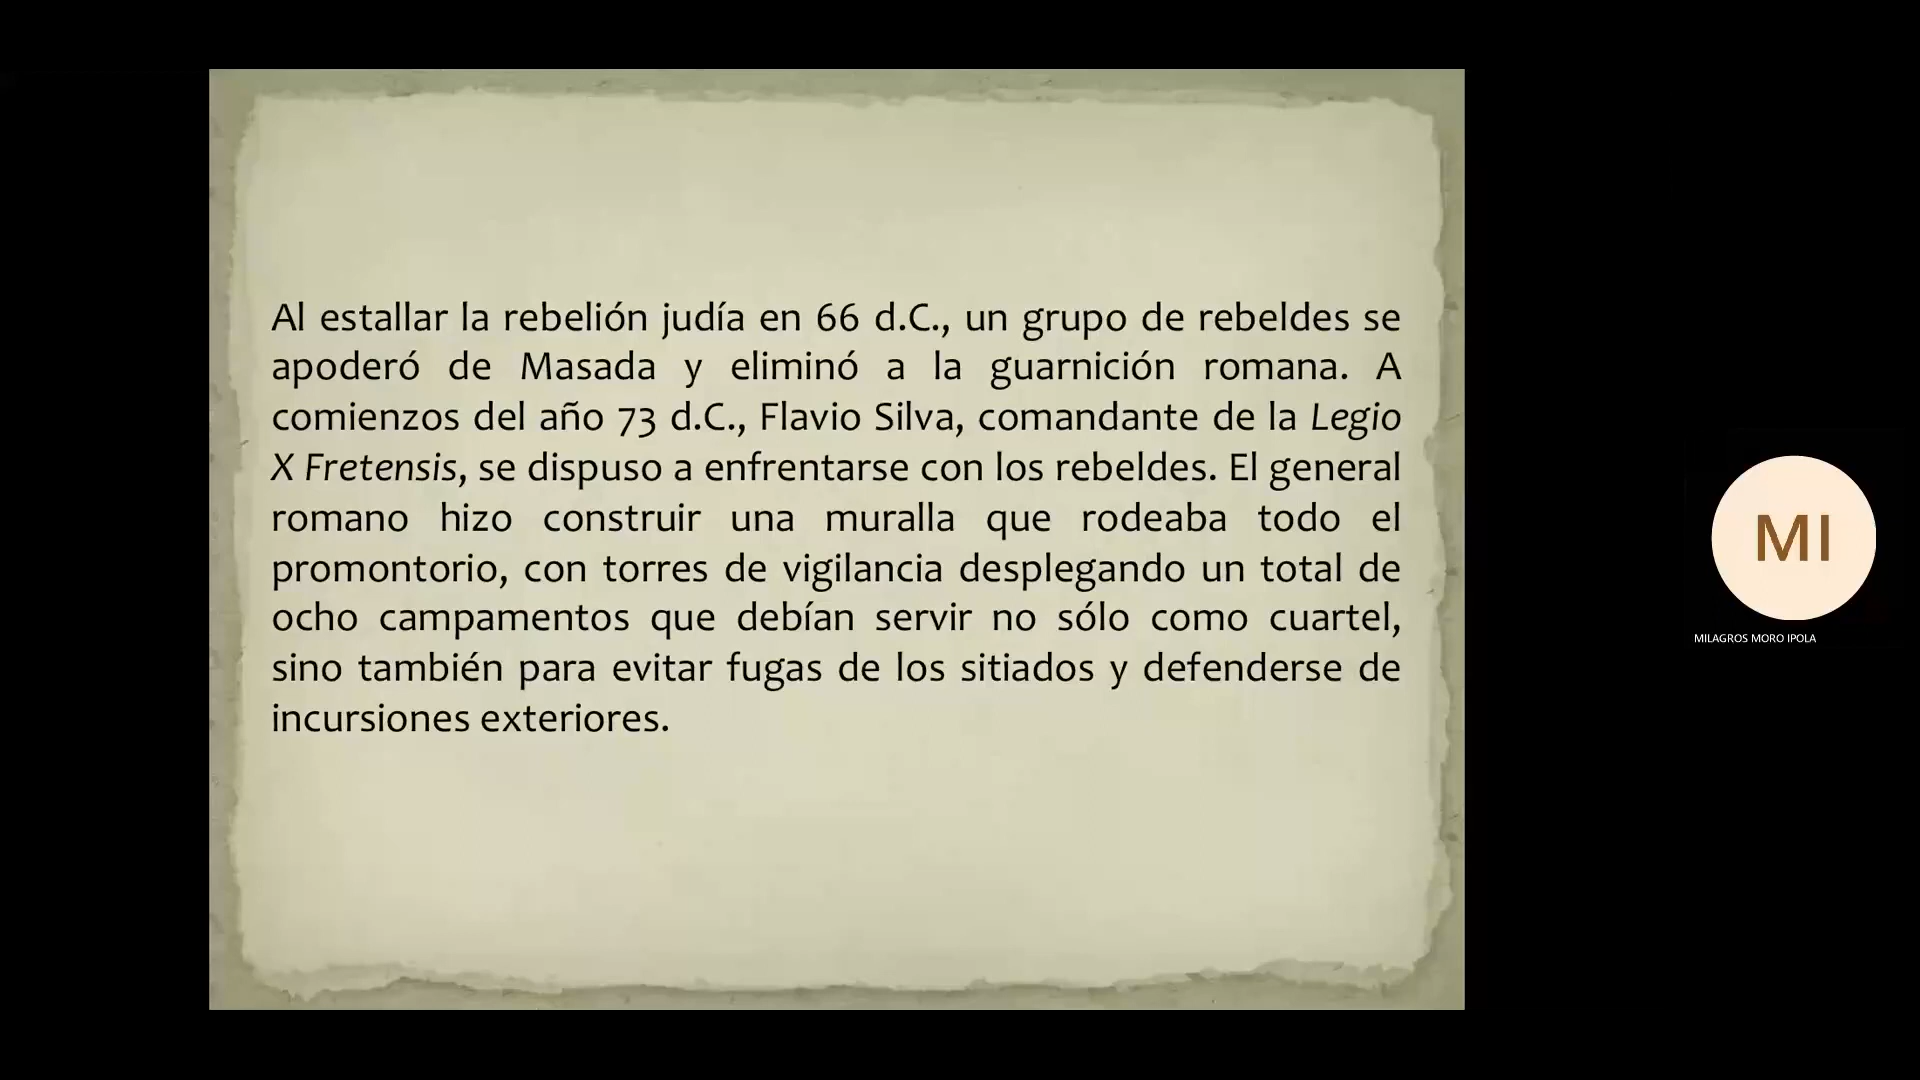 Al estallar la rebelión judía en 66 d.C., un grupo de rebeldes se
apoderó de Masada y eliminó a la guarnición romana. A
comienzos del año 73 d.C., Flavio Silva, comandante de la Legio
X Fretensis, se dispuso a enfrentarse con los rebeldes. El general
romano hizo construir una muralla que rodeaba todo el
promontorio, con torres de vigilancia desplegando un total de
ocho campamentos que debían servir no sólo como cuartel,
sino también para evitar fugas de los sitiados y defenderse de
incursiones exteriores.
MI
MILAGROS MORO IPOLA